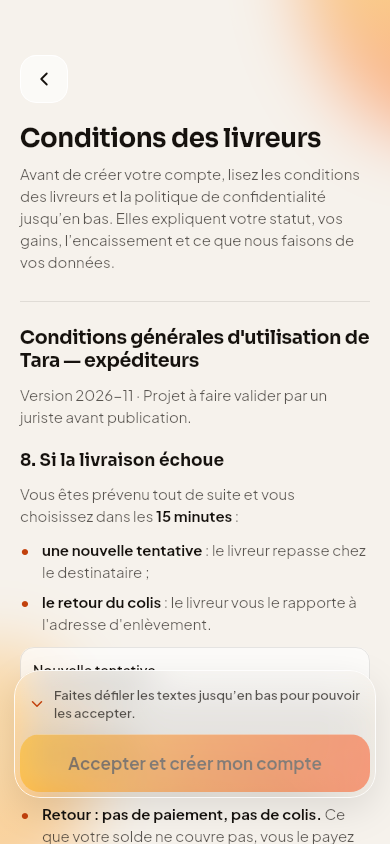 Conditions des livreurs
Avant de créer votre compte, lisez les conditions
des livreurs et la politique de confidentialité
jusqu'en bas. Elles expliquent votre statut, vos
gains, l'encaissement et ce que nous faisons de
vos données.
Conditions générales d'utilisation de
Tara — expéditeurs
Version 2026-11 · Projet à faire valider par un
juriste avant publication.
8. Si la livraison échoue
Vous êtes prévenu tout de suite et vous
choisissez dans les 15 minutes :
• une nouvelle tentative : le livreur repasse chez
le destinataire ;
• le retour du colis : le livreur vous le rapporte à
l'adresse d'enlèvement.
Nouvelle tentative
Faites défiler les textes jusqu'en bas pour pouvoir
les accepter.
Accepter et créer mon compte
• Retour : pas de paiement, pas de colis. Ce
que votre solde ne couvre pas, vous le payez